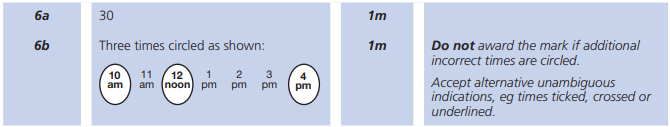 6a 30 1m
6b Three times circled as shown: 1m Do not award the mark if additional
incorrect times are circled.
10 11 12 1 2 3 4
am am noon pm pm pm pm
Accept alternative unambiguous
indications, eg times ticked, crossed or
underlined.